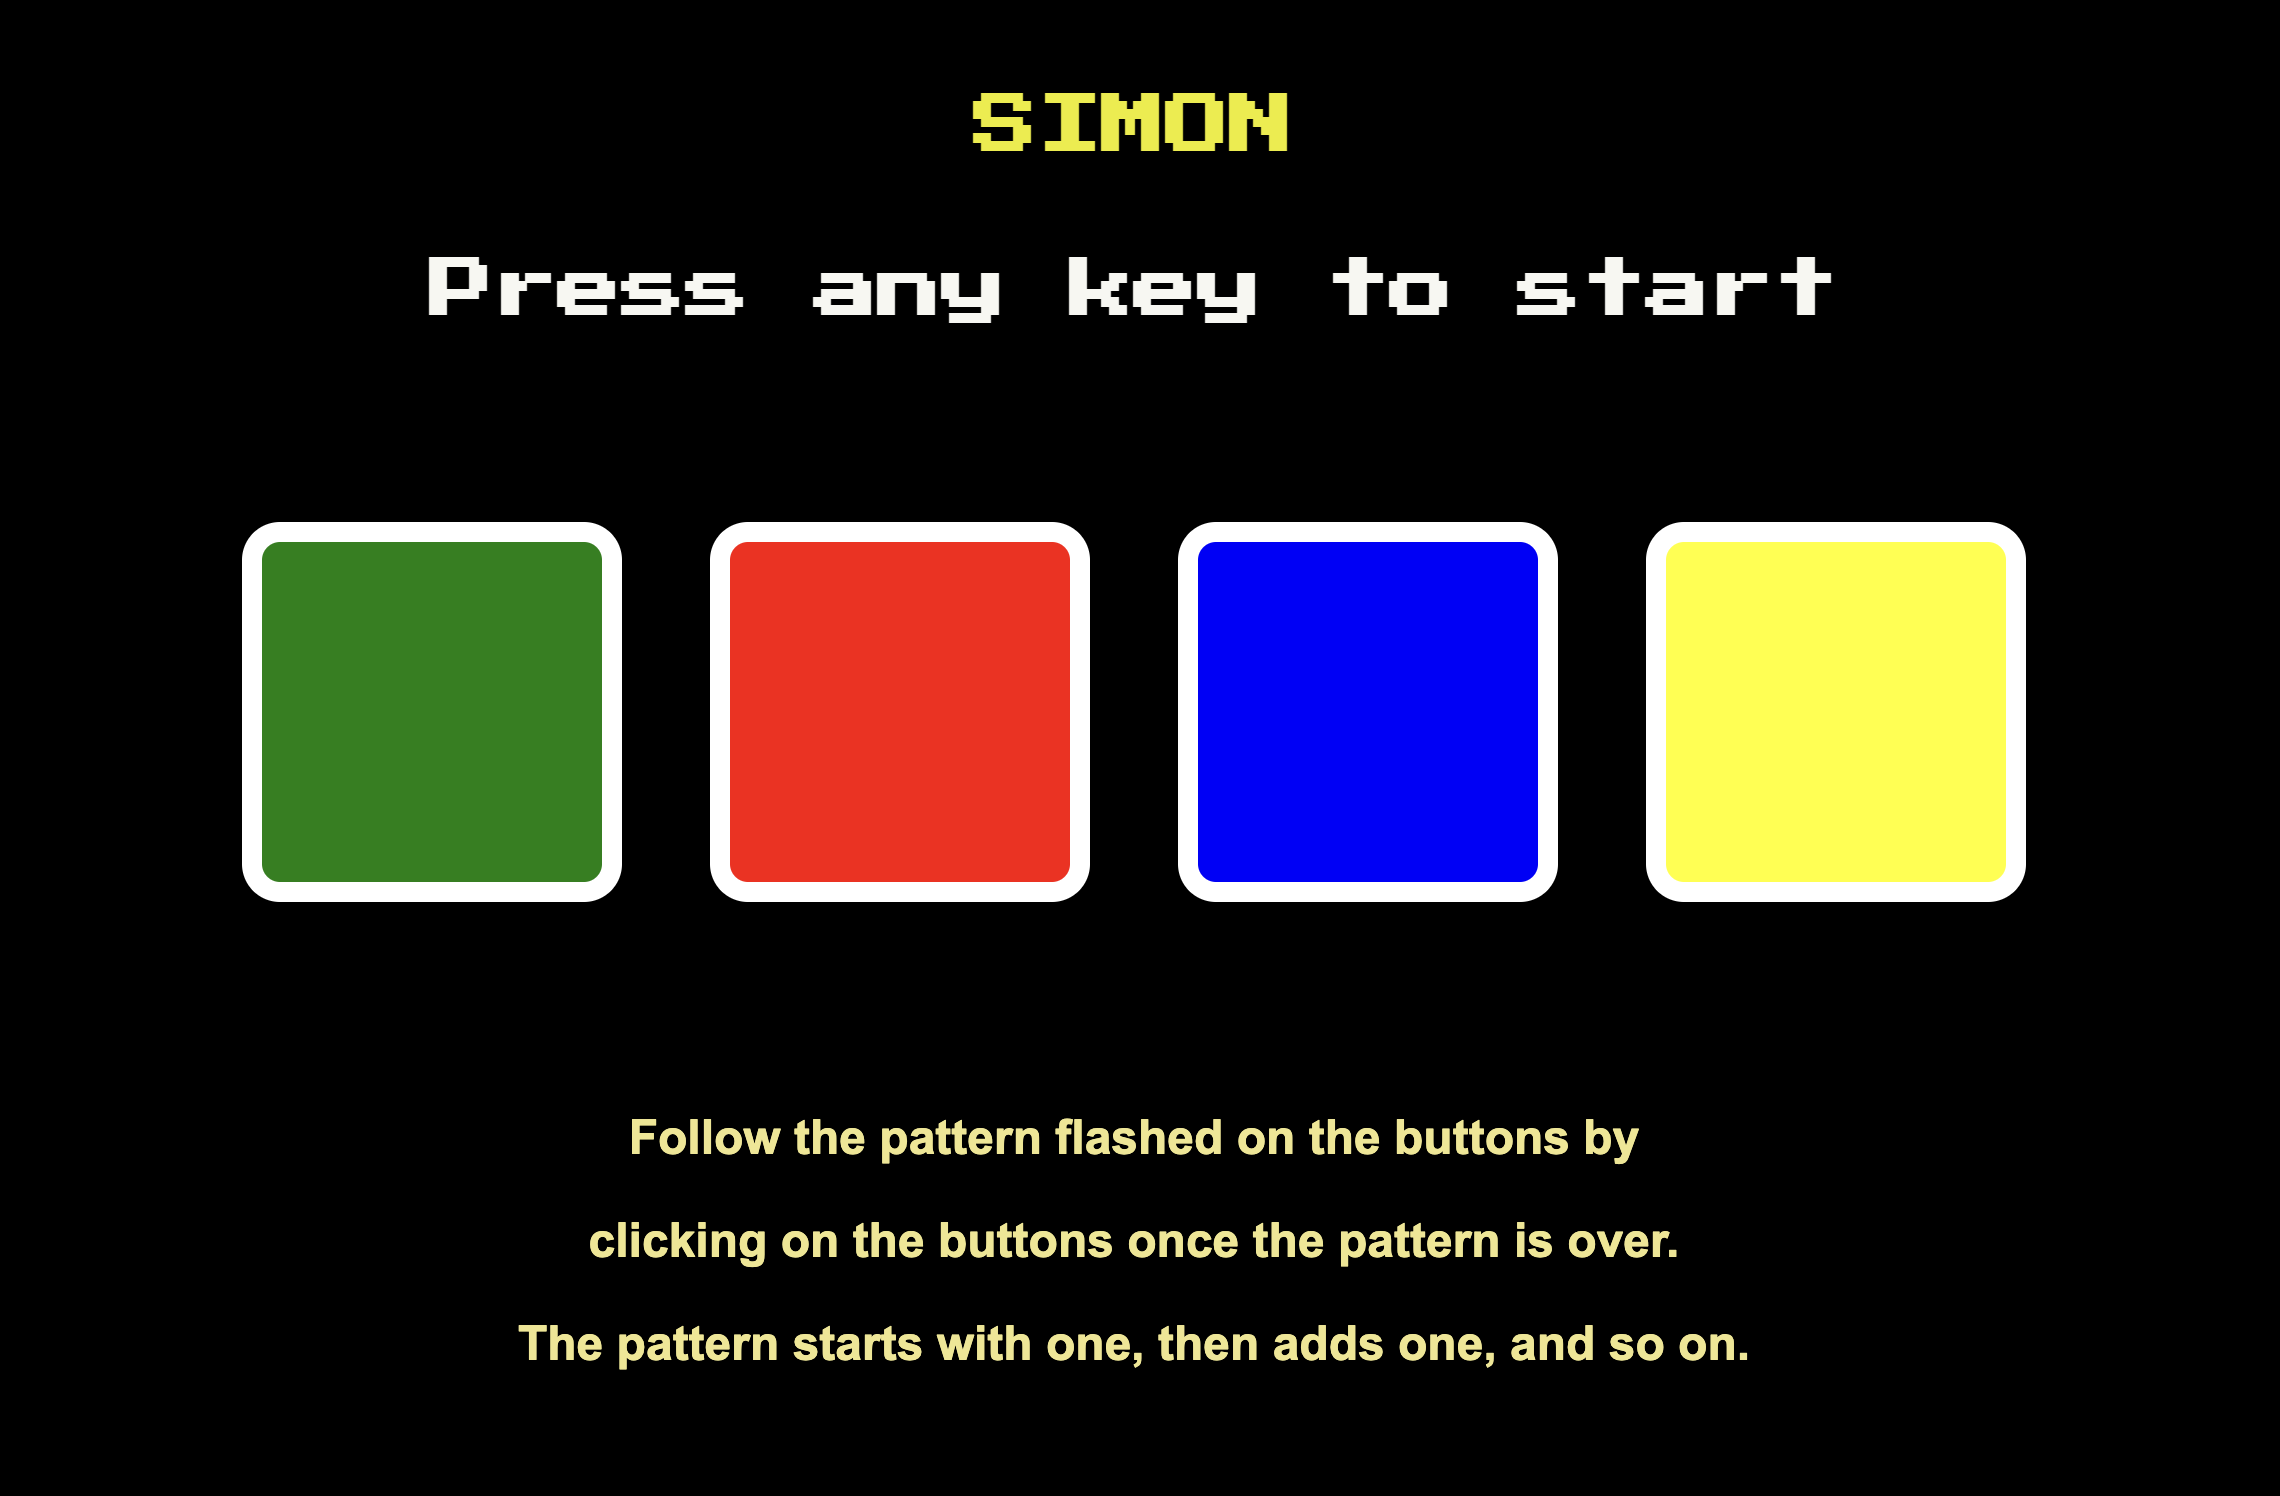 SIMON
Press any key to start
Follow the pattern flashed on the buttons by
clicking on the buttons once the pattern is over.
The pattern starts with one, then adds one, and so on.